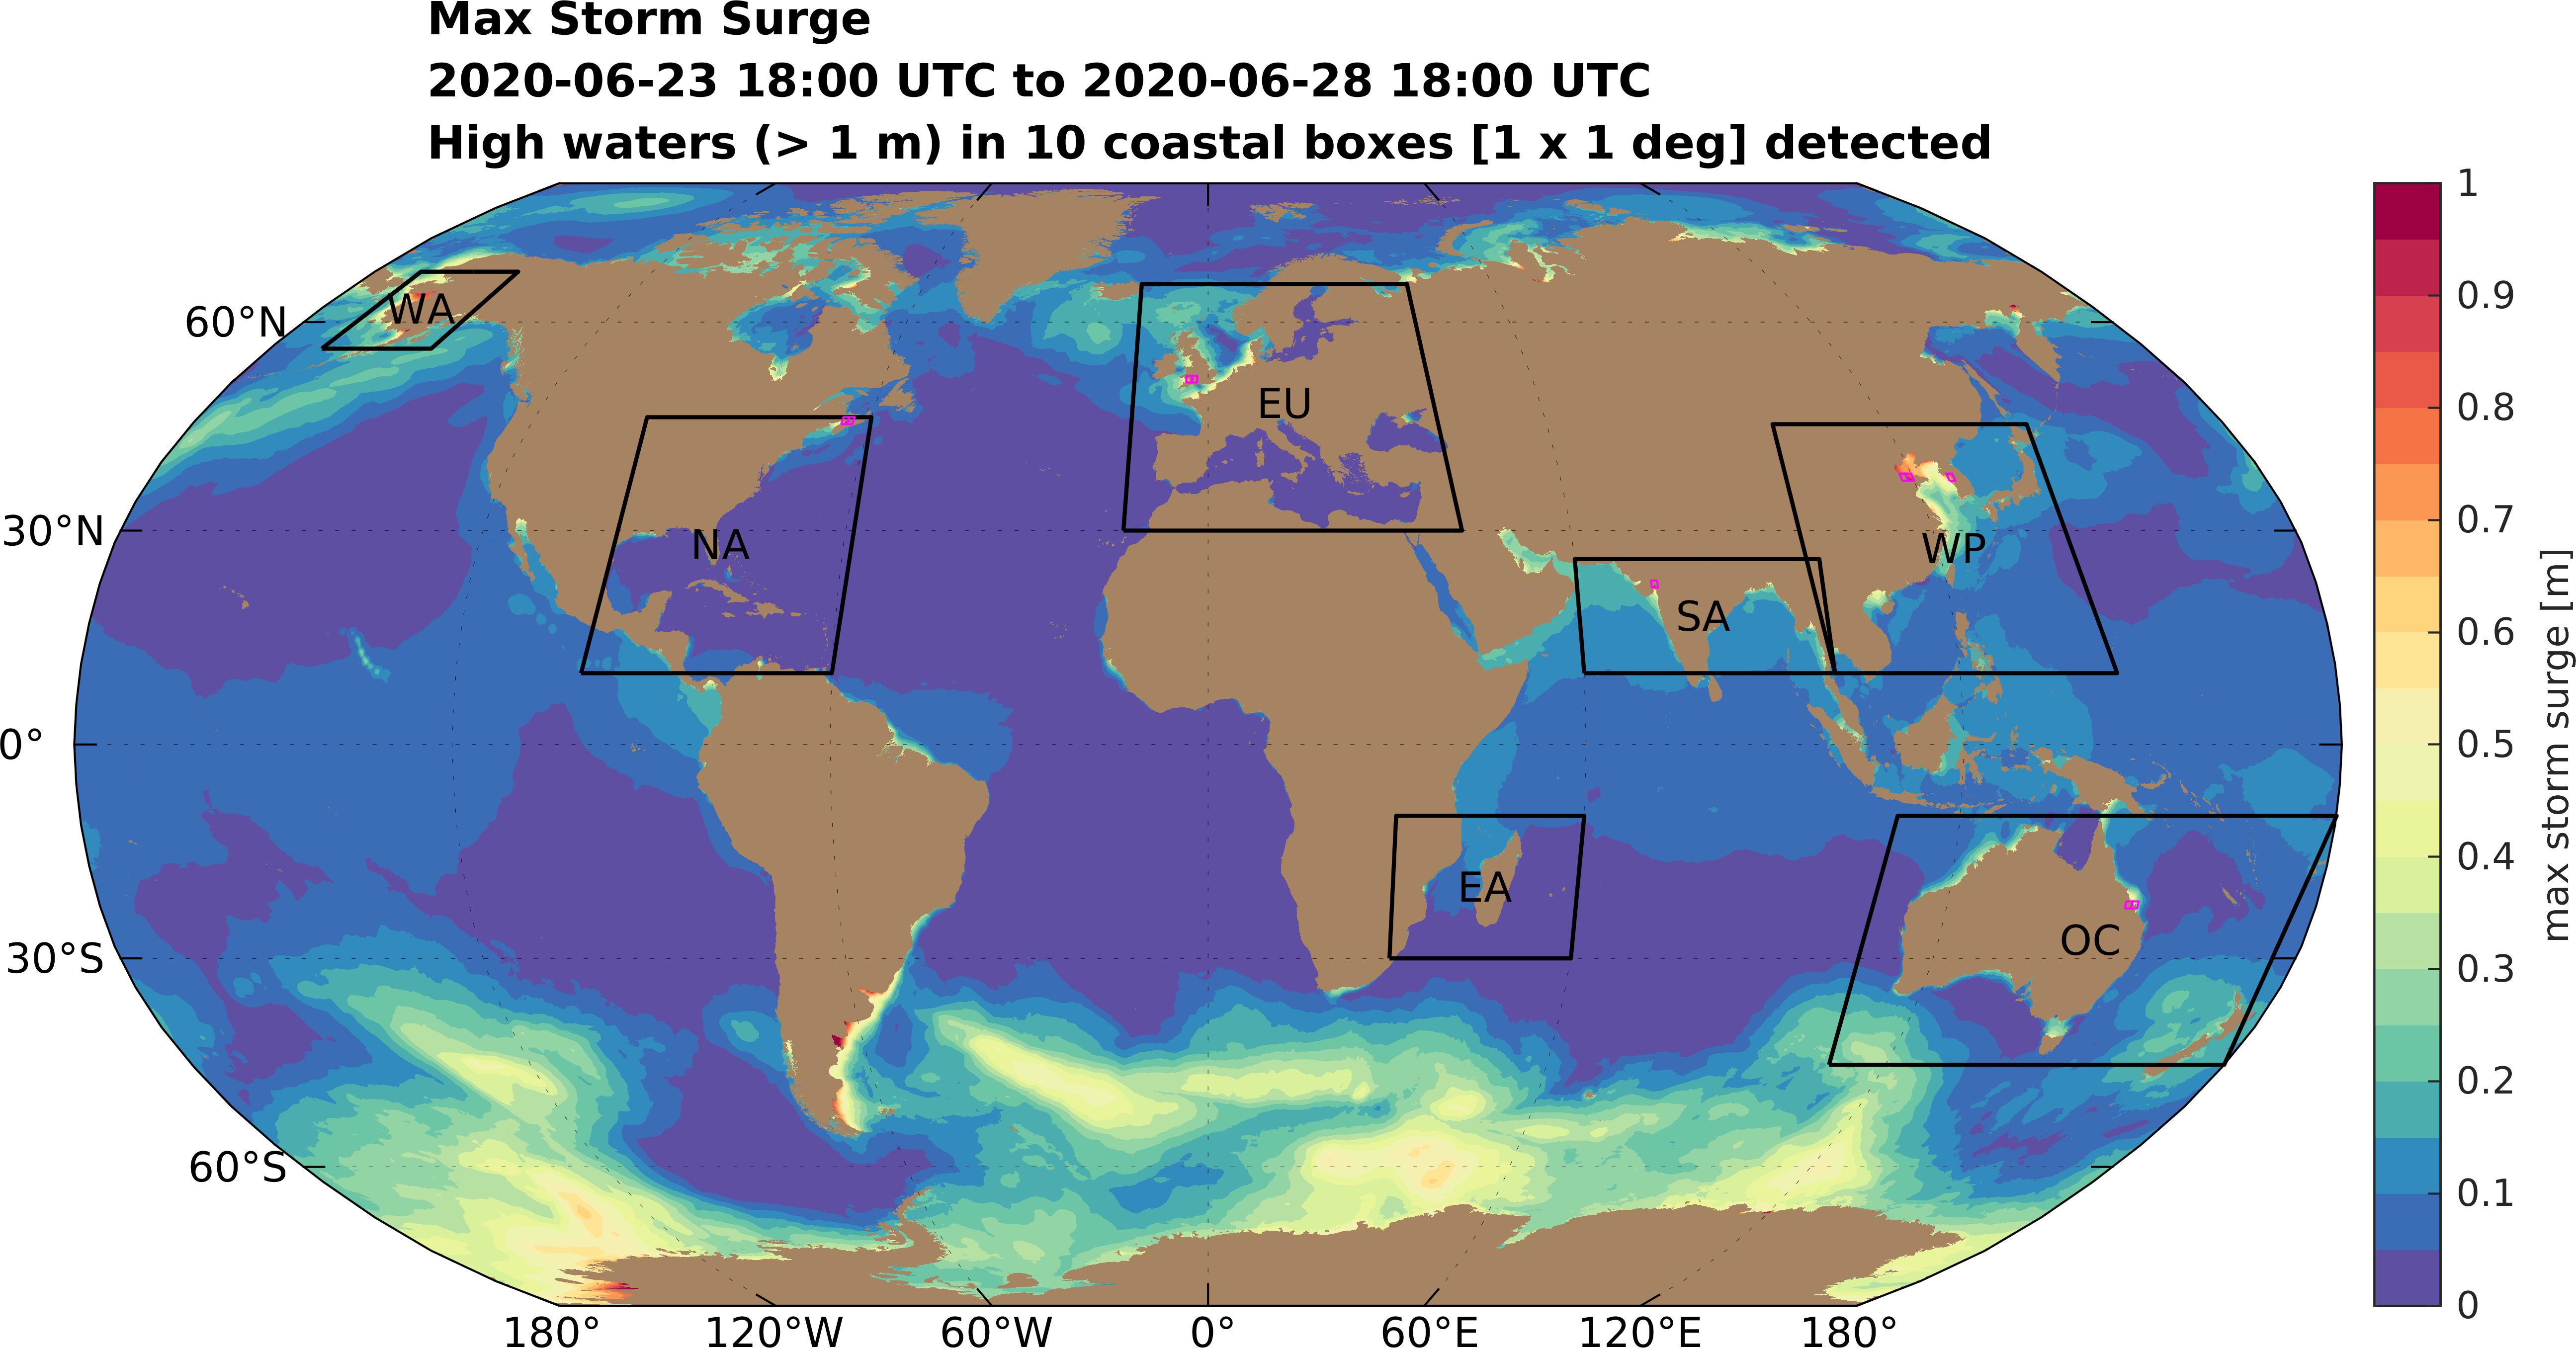 Max Storm Surge
2020-06-23 18:00 UTC to 2020-06-28 18:00 UTC
High waters (> 1 m) in 10 coastal boxes [1 x 1 deg] detected
60°N
30°N
0°
30°S
60°S
WA
NA
EU
SA
WP
EA
OC
180°
120°W
60°W
0°
60°E
120°E
180°
1
0.9
0.8
0.7
0.6
0.5
0.4
0.3
0.2
0.1
0
max storm surge [m]